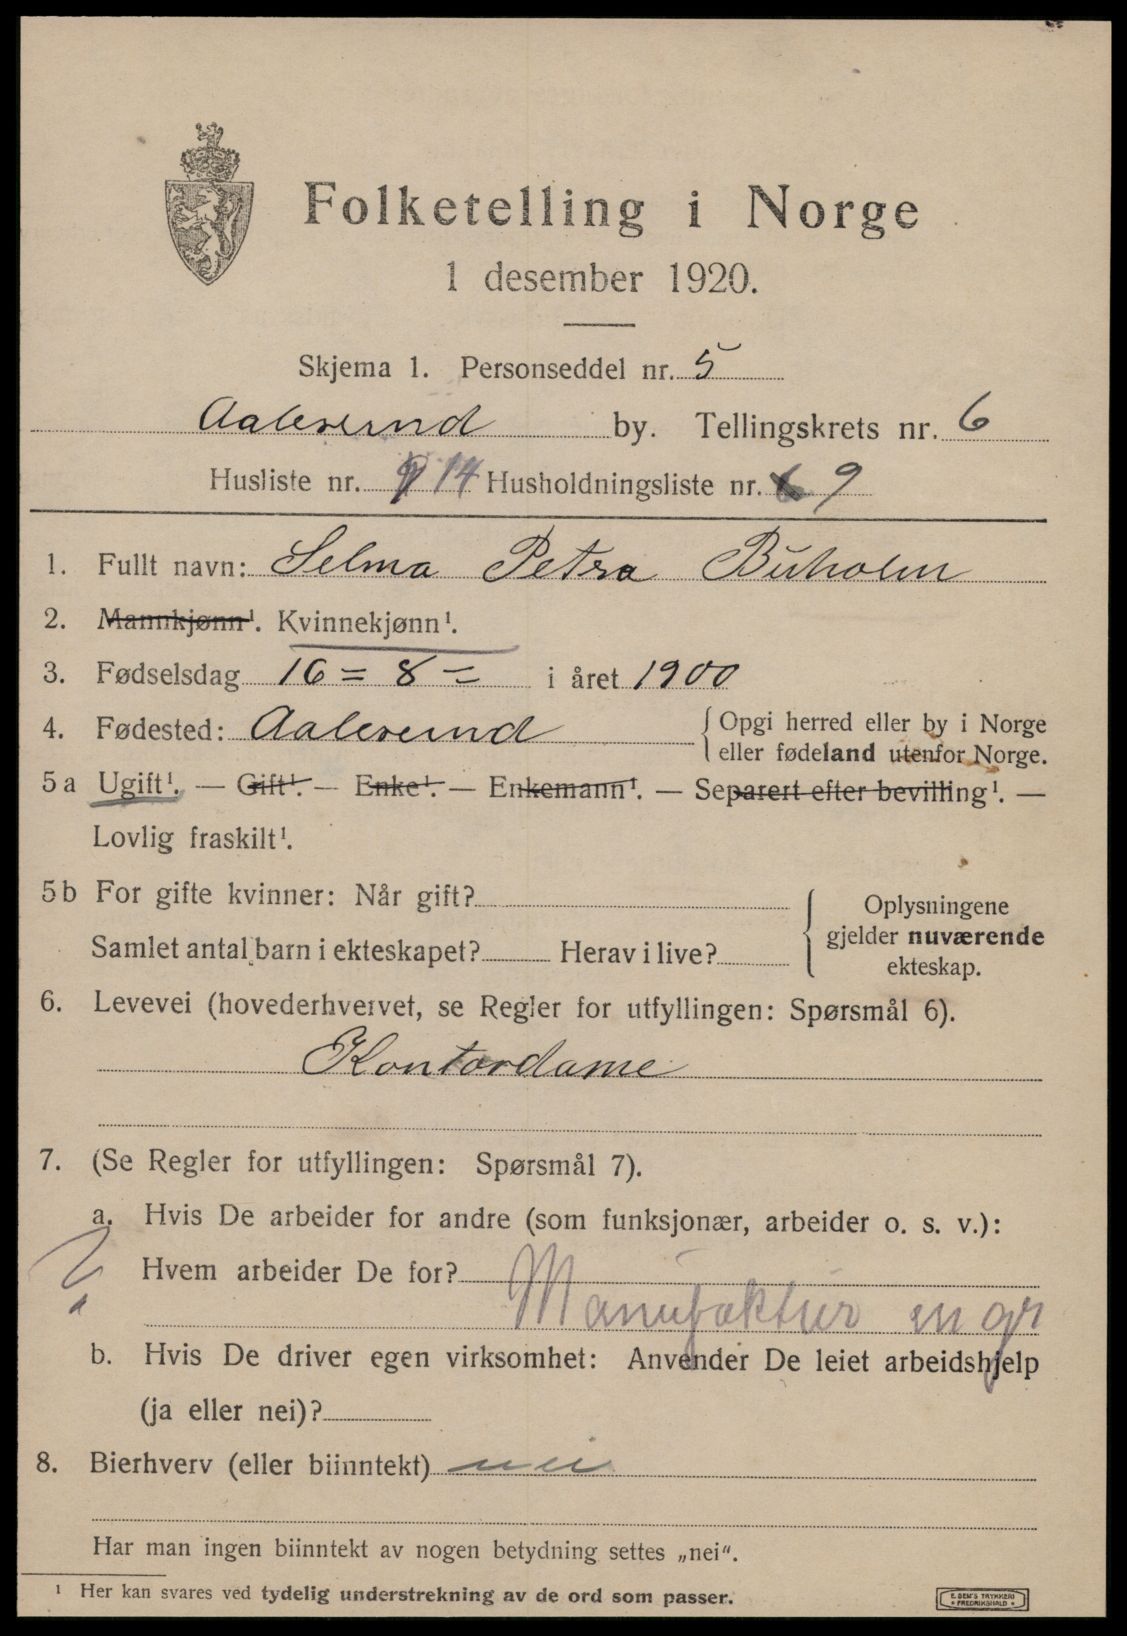 Folketelling i Norge
1 desember 1920.
Skjema 1. Personseddel nr. 5
Aalesund by. Tellingskrets nr. 6
Husliste nr. 14 Husholdningsliste nr. 9
1. Fullt navn: Selma Petra Buholm
2. Mannkjønn¹. Kvinnekjønn¹.
3. Fødselsdag 16 = 8 = i året 1900
4. Fødested: Aalesund { Opgi herred eller by i Norge
eller fødeland utenfor Norge.
5 a Ugift¹. — Gift¹. — Enke¹. — Enkemann¹. — Separert efter bevilling¹. —
Lovlig fraskilt¹.
5 b For gifte kvinner: Når gift? { Oplysningene
gjelder nuværende
Samlet antal barn i ekteskapet? Herav i live? ekteskap.
6. Levevei (hovederhvervet, se Regler for utfyllingen: Spørsmål 6).
Kontordame
7. (Se Regler for utfyllingen: Spørsmål 7).
a. Hvis De arbeider for andre (som funksjonær, arbeider o. s. v.):
Hvem arbeider De for?
Manufaktur en gr
b. Hvis De driver egen virksomhet: Anvender De leiet arbeidshjelp
(ja eller nei)?
8. Bierhverv (eller biinntekt) nei
Har man ingen biinntekt av nogen betydning settes „nei".
¹ Her kan svares ved tydelig understrekning av de ord som passer.
E. SEM'S TRYKKERI
• FREDRIKSHALD •